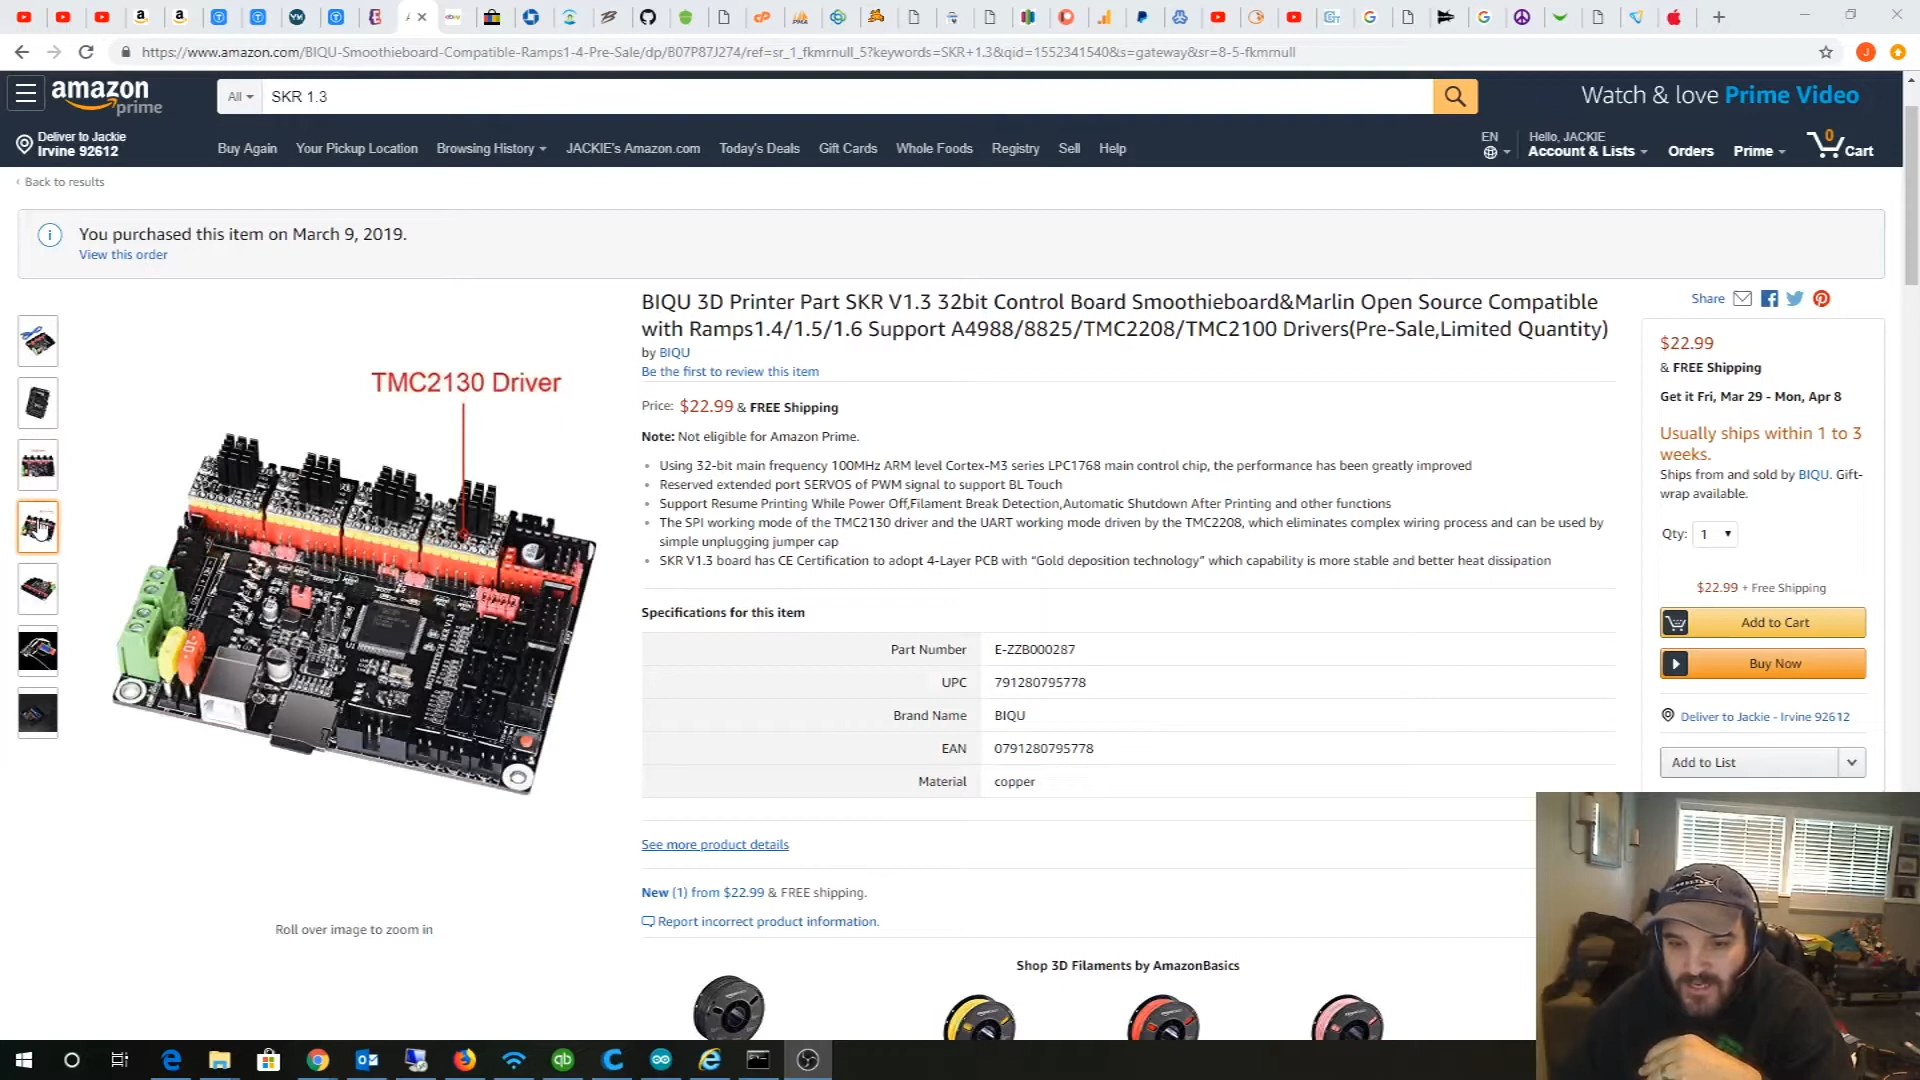 https://www.amazon.com/BIQU-Smoothieboard-Compatible-Ramps1-4-Pre-Sale/dp/B07P87J274/ref=sr_1_fkmrnull_5?keywords=SKR+1.3&qid=1552341540&s=gateway&sr=8-5-fkmrnull
J
amazon
prime
All
SKR 1.3
Watch & love Prime Video
Deliver to Jackie
Irvine 92612
Buy Again
Your Pickup Location
Browsing History
JACKIE's Amazon.com
Today's Deals
Gift Cards
Whole Foods
Registry
Sell
Help
EN
Hello, JACKIE
Account & Lists
Orders
Prime
0
Cart
‹ Back to results
You purchased this item on March 9, 2019.
View this order
TMC2130 Driver
Roll over image to zoom in
BIQU 3D Printer Part SKR V1.3 32bit Control Board Smoothieboard&Marlin Open Source Compatible
with Ramps1.4/1.5/1.6 Support A4988/8825/TMC2208/TMC2100 Drivers(Pre-Sale,Limited Quantity)
by BIQU
Be the first to review this item
Price: $22.99 & FREE Shipping
Note: Not eligible for Amazon Prime.
Using 32-bit main frequency 100MHz ARM level Cortex-M3 series LPC1768 main control chip, the performance has been greatly improved
Reserved extended port SERVOS of PWM signal to support BL Touch
Support Resume Printing While Power Off,Filament Break Detection,Automatic Shutdown After Printing and other functions
The SPI working mode of the TMC2130 driver and the UART working mode driven by the TMC2208, which eliminates complex wiring process and can be used by
simple unplugging jumper cap
SKR V1.3 board has CE Certification to adopt 4-Layer PCB with “Gold deposition technology” which capability is more stable and better heat dissipation
Specifications for this item
Part Number E-ZZB000287
UPC 791280795778
Brand Name BIQU
EAN 0791280795778
Material copper
See more product details
New (1) from $22.99 & FREE shipping.
Report incorrect product information.
Shop 3D Filaments by AmazonBasics
Share
$22.99
& FREE Shipping
Get it Fri, Mar 29 - Mon, Apr 8
Usually ships within 1 to 3
weeks.
Ships from and sold by BIQU. Gift-
wrap available.
Qty: 1
$22.99 + Free Shipping
Add to Cart
Buy Now
Deliver to Jackie - Irvine 92612
Add to List